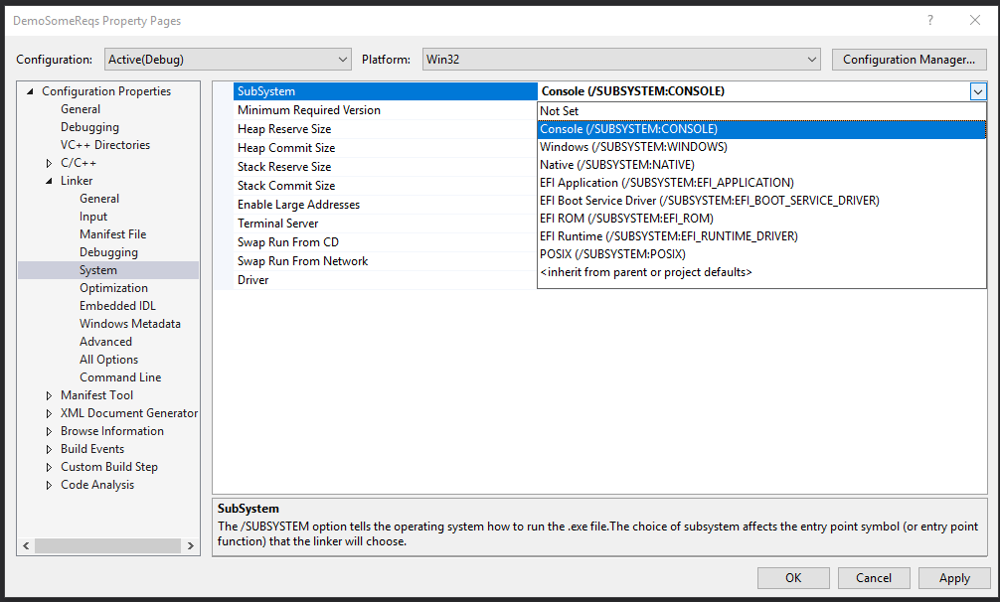 DemoSomeReqs Property Pages
?
Configuration: Active(Debug) Platform: Win32 Configuration Manager...
Configuration Properties
General
Debugging
VC++ Directories
C/C++
Linker
General
Input
Manifest File
Debugging
System
Optimization
Embedded IDL
Windows Metadata
Advanced
All Options
Command Line
Manifest Tool
XML Document Generator
Browse Information
Build Events
Custom Build Step
Code Analysis
SubSystem Console (/SUBSYSTEM:CONSOLE)
Minimum Required Version
Heap Reserve Size
Heap Commit Size
Stack Reserve Size
Stack Commit Size
Enable Large Addresses
Terminal Server
Swap Run From CD
Swap Run From Network
Driver
Not Set
Console (/SUBSYSTEM:CONSOLE)
Windows (/SUBSYSTEM:WINDOWS)
Native (/SUBSYSTEM:NATIVE)
EFI Application (/SUBSYSTEM:EFI_APPLICATION)
EFI Boot Service Driver (/SUBSYSTEM:EFI_BOOT_SERVICE_DRIVER)
EFI ROM (/SUBSYSTEM:EFI_ROM)
EFI Runtime (/SUBSYSTEM:EFI_RUNTIME_DRIVER)
POSIX (/SUBSYSTEM:POSIX)
<inherit from parent or project defaults>
SubSystem
The /SUBSYSTEM option tells the operating system how to run the .exe file.The choice of subsystem affects the entry point symbol (or entry point
function) that the linker will choose.
OK Cancel Apply